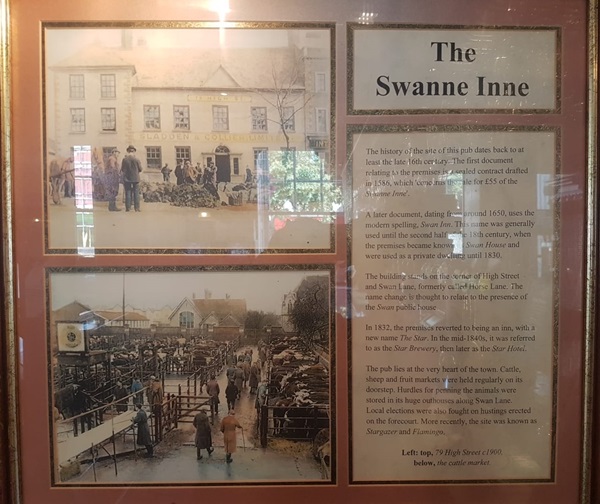 The
Swanne Inne
The history of the site of this pub dates back to at
least the late 16th century. The first document
relating to the premises is a sealed contract drafted
in 1586, which 'concerns the sale for £55 of the
Swanne Inne'.
A later document, dating from around 1650, uses the
modern spelling, Swan Inn. This name was generally
used until the second half of the 18th century, when
the premises became known as Swan House and
were used as a private dwelling until 1830.
The building stands on the corner of High Street
and Swan Lane, formerly called Horse Lane. The
name change is thought to relate to the presence of
the Swan public house.
In 1832, the premises reverted to being an inn, with a
new name The Star. In the mid-1840s, it was referred
to as the Star Brewery, then later as the Star Hotel.
The pub lies at the very heart of the town. Cattle,
sheep and fruit markets were held regularly on its
doorstep. Hurdles for penning the animals were
stored in its huge outhouses along Swan Lane.
Local elections were also fought on hustings erected
on the forecourt. More recently, the site was known as
Stargazer and Flamingo.
Left: top, 79 High Street c1900,
below, the cattle market.